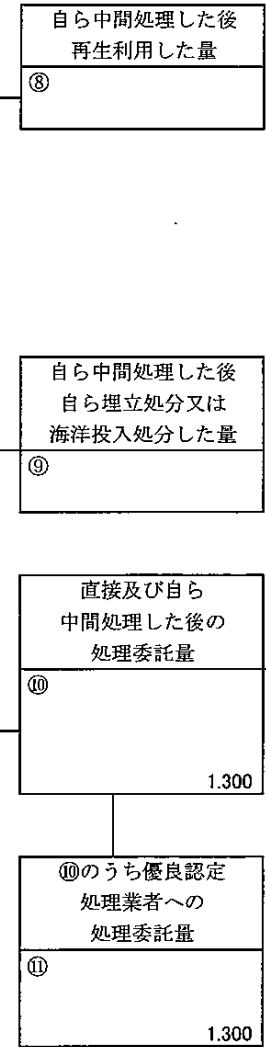 自ら中間処理した後
再生利用した量
⑧
自ら中間処理した後
自ら埋立処分又は
海洋投入処分した量
⑨
直接及び自ら
中間処理した後の
処理委託量
⑩
1.300
⑩のうち優良認定
処理業者への
処理委託量
⑪
1.300